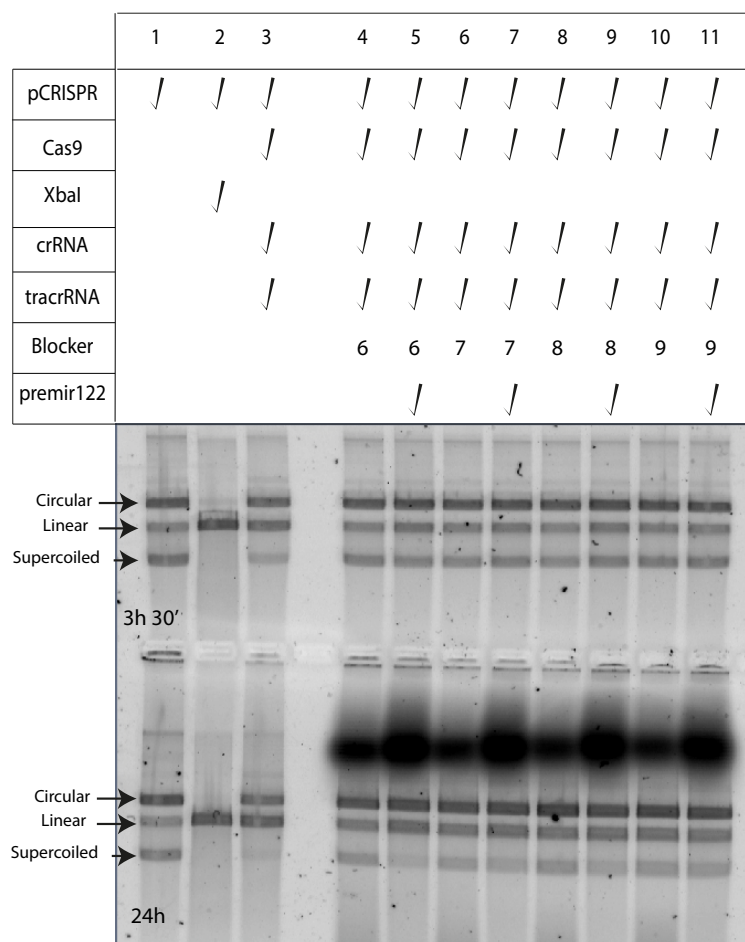 1 2 3 4 5 6 7 8 9 10 11
pCRISPR
Cas9
XbaI
crRNA
tracrRNA
Blocker 6 6 7 7 8 8 9 9
premir122
Circular
Linear
Supercoiled
3h 30’
Circular
Linear
Supercoiled
24h